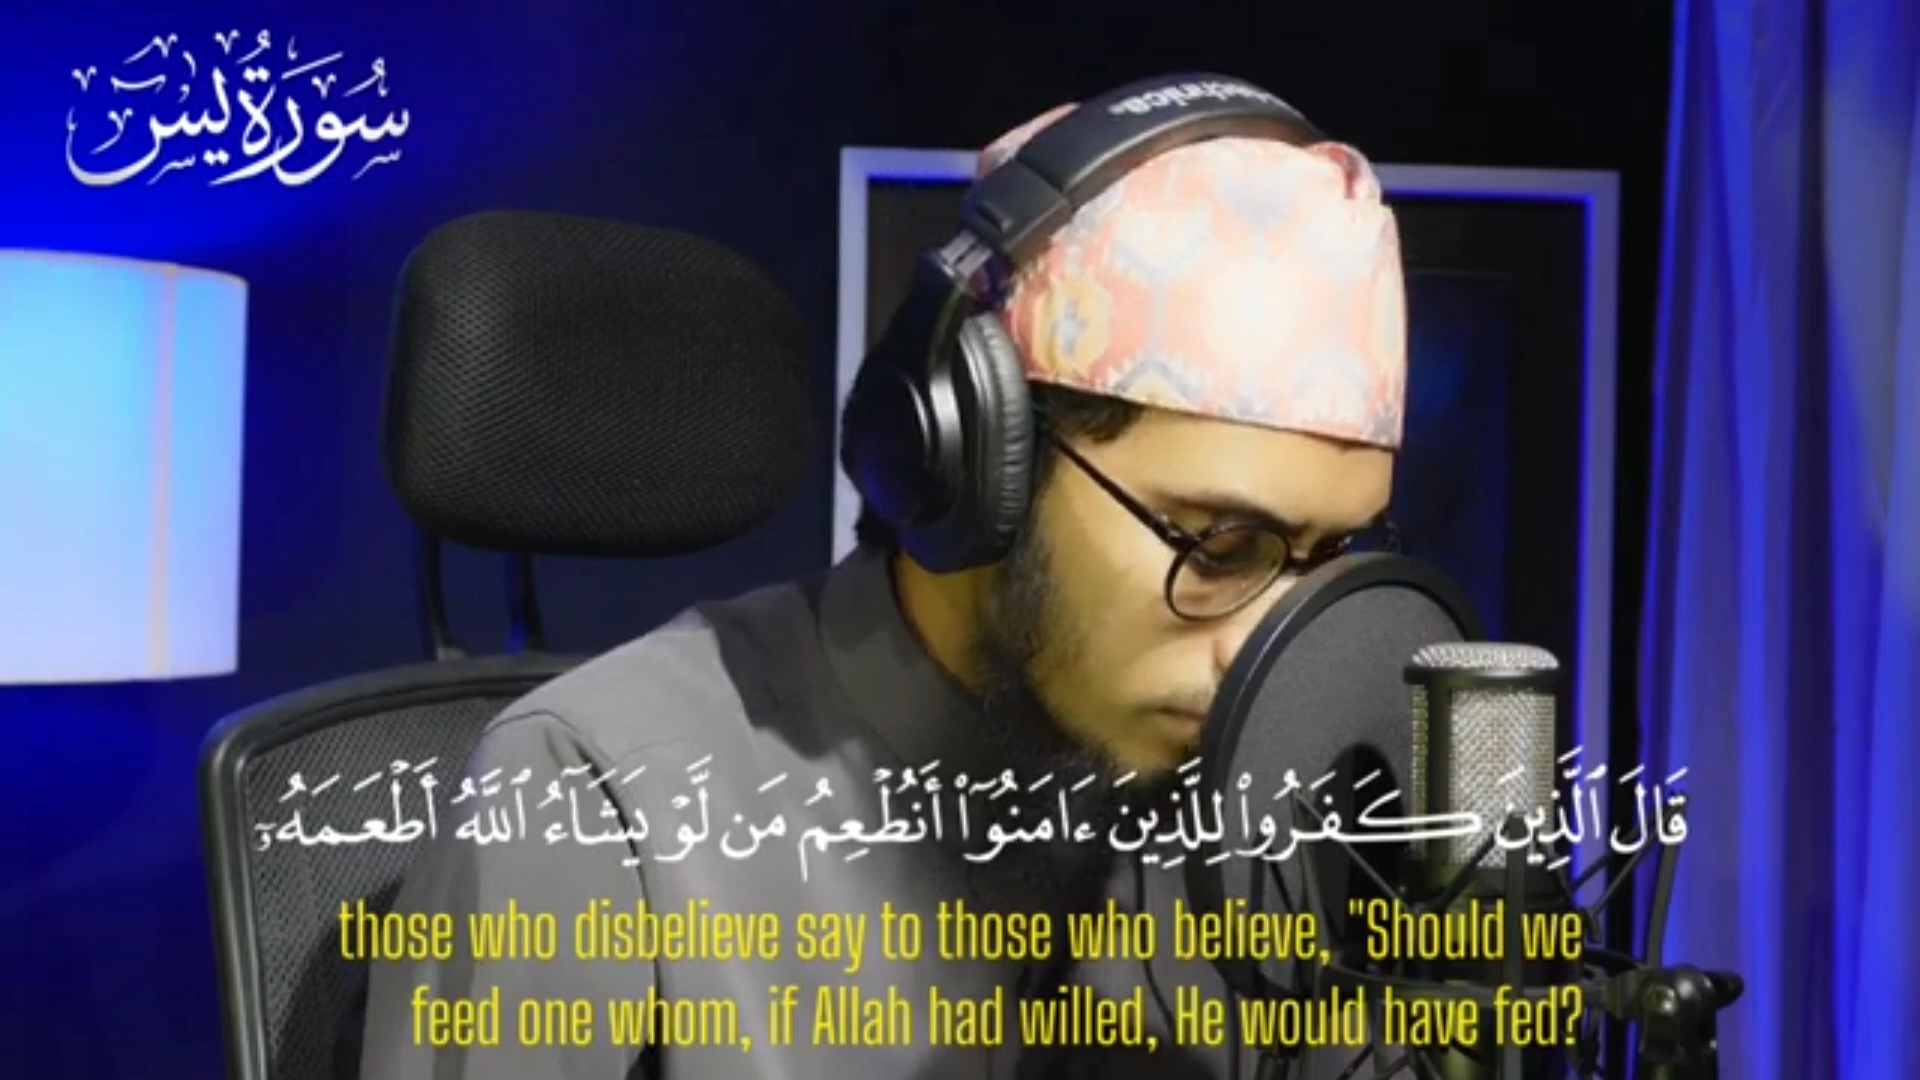 سُورَةُ يسٓ
technica
قَالَ ٱلَّذِينَ كَفَرُوا۟ لِلَّذِينَ ءَامَنُوٓا۟ أَنُطْعِمُ مَن لَّوْ يَشَآءُ ٱللَّهُ أَطْعَمَهُۥٓ
those who disbelieve say to those who believe, "Should we
feed one whom, if Allah had willed, He would have fed?